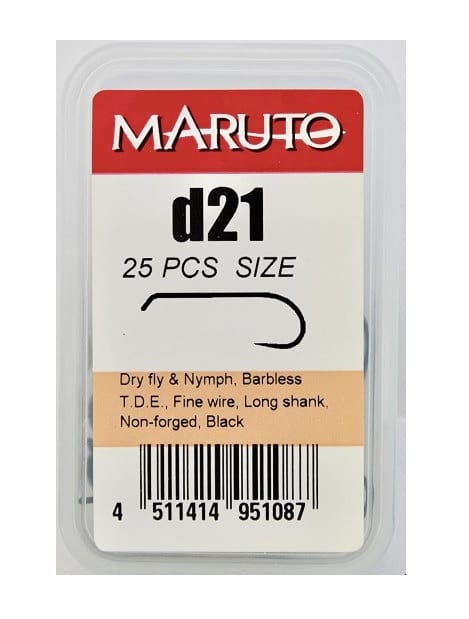 MARUTO
d21
25 PCS SIZE
Dry fly & Nymph, Barbless
T.D.E., Fine wire, Long shank,
Non-forged, Black
4 511414 951087